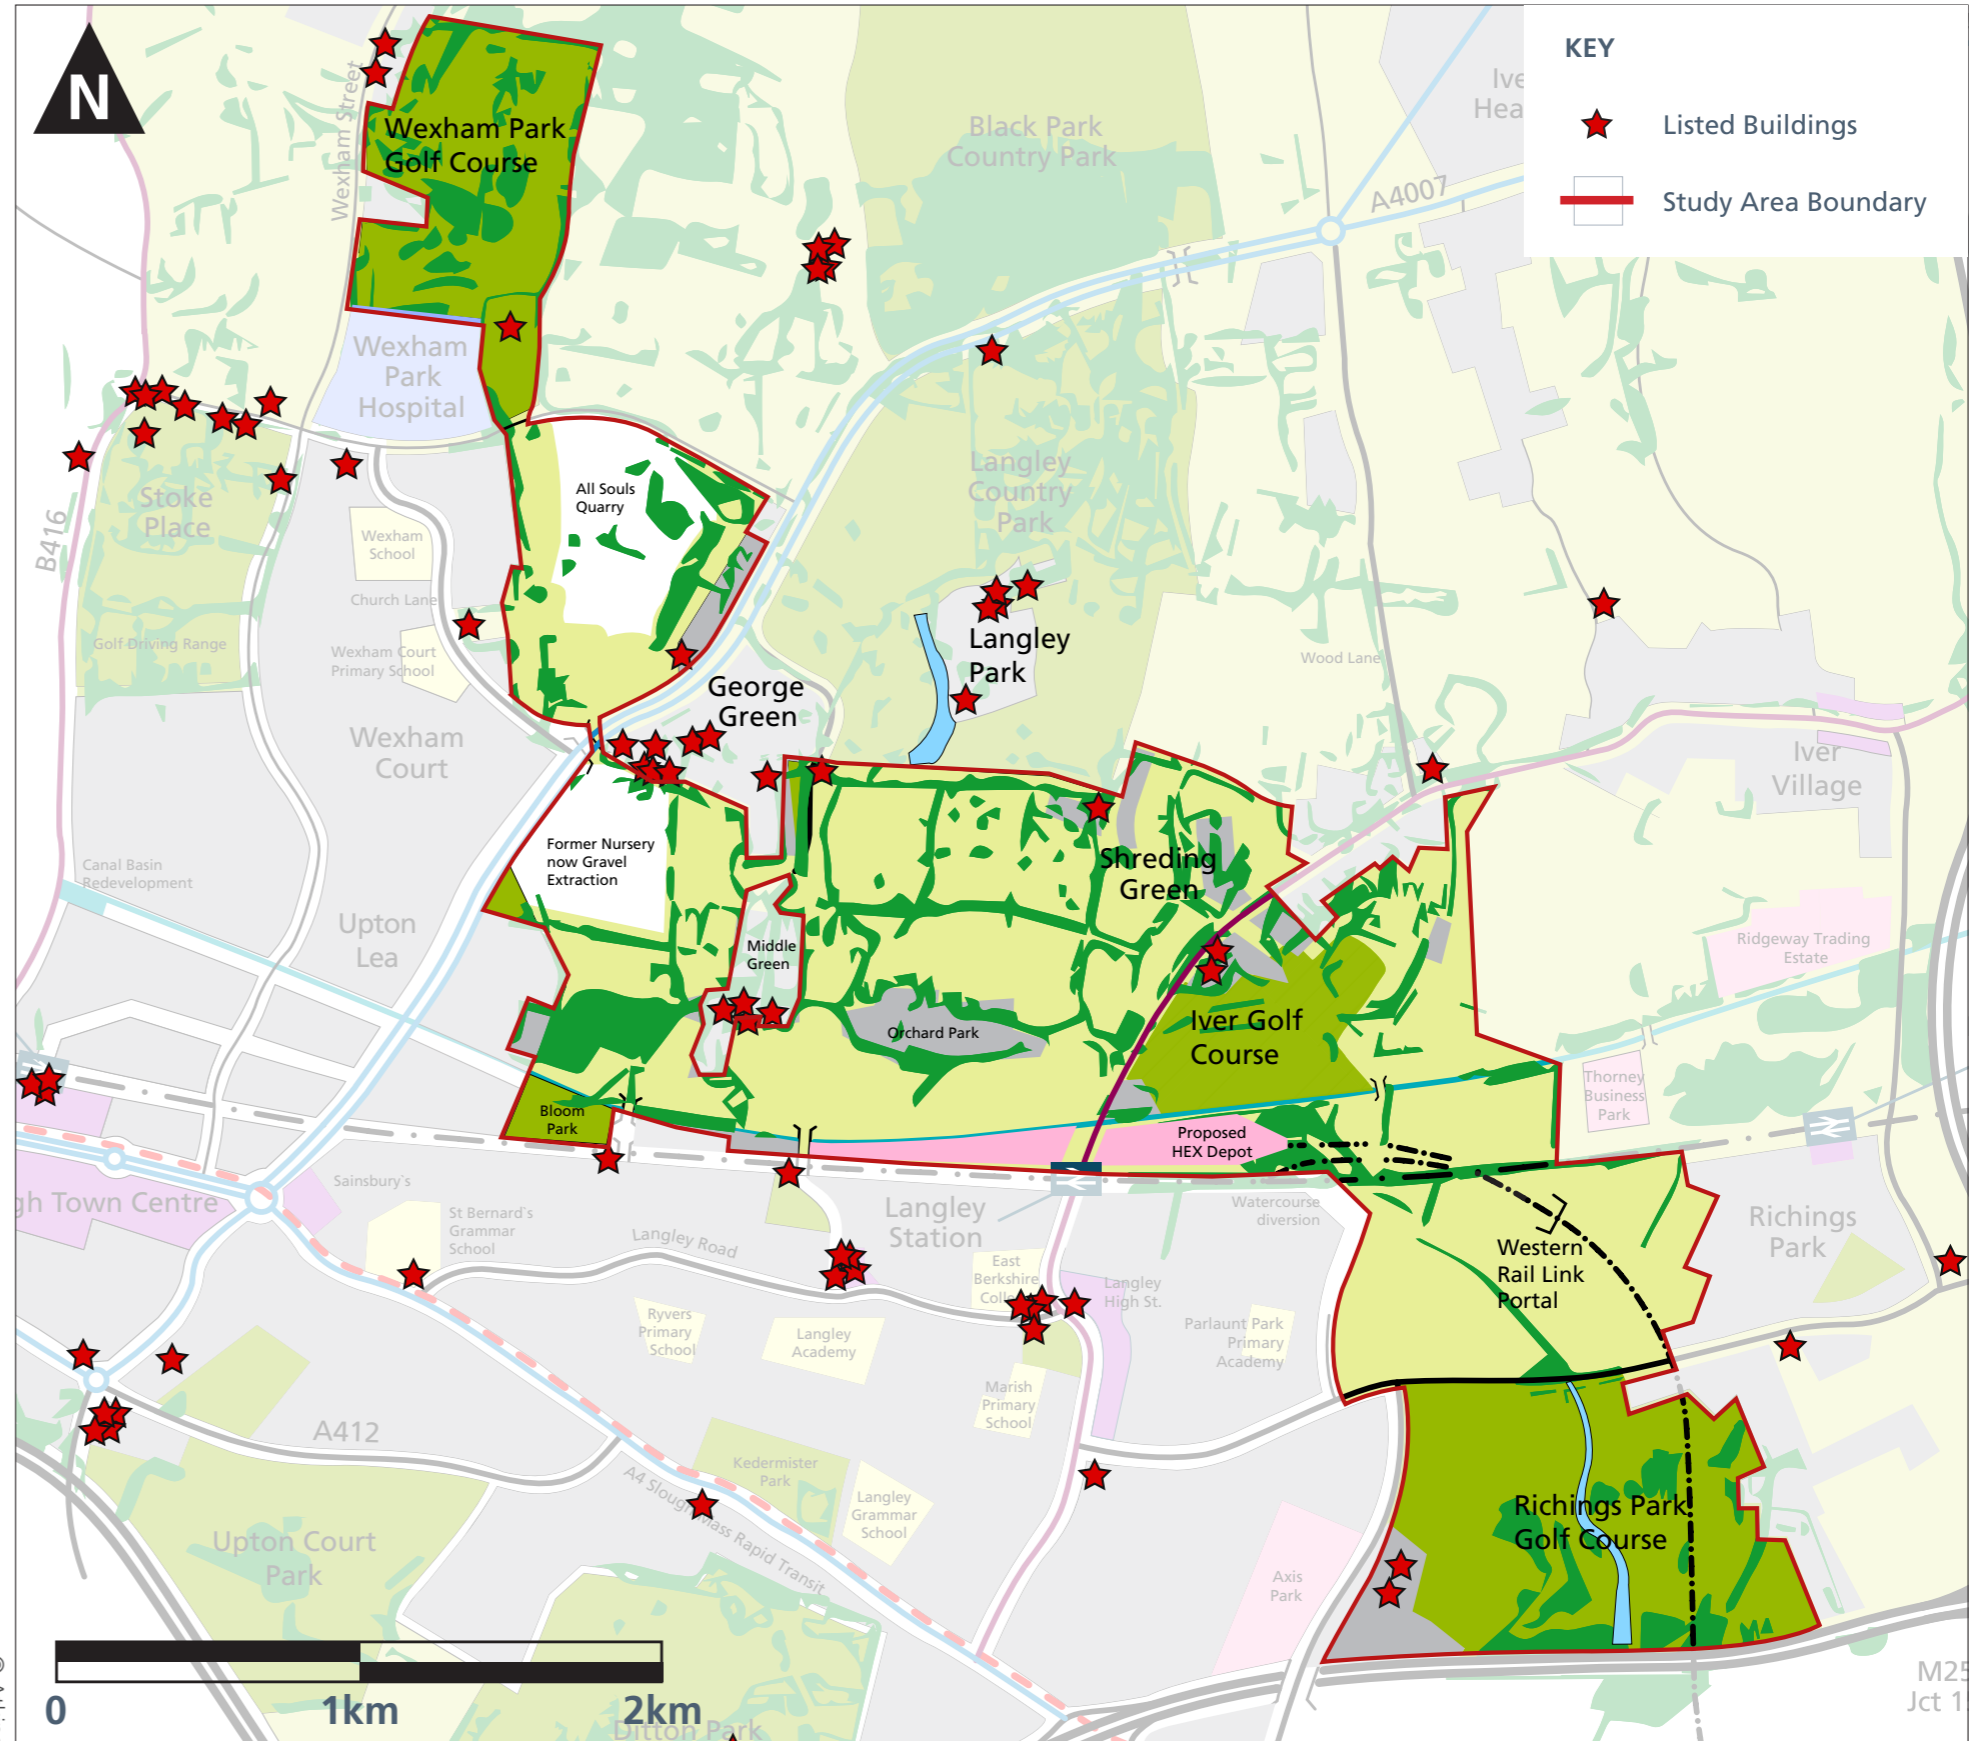 KEY
Listed Buildings
Study Area Boundary
N
Wexham Street
Wexham Park
Golf Course
Black Park
Country Park
A4007
Wexham
Park
Hospital
B416
Stoke
Place
All Souls
Quarry
Langley
Country
Park
Wexham
School
Church Lane
Golf Driving Range
Wexham Court
Primary School
Langley
Park
Wood Lane
George
Green
Wexham
Court
Iver
Village
Canal Basin
Redevelopment
Former Nursery
now Gravel
Extraction
Shreding
Green
Upton
Lea
Middle
Green
Ridgeway Trading
Estate
Orchard Park
Iver Golf
Course
Thorney
Business
Park
Bloom
Park
Proposed
HEX Depot
Sainsbury's
Town Centre
St Bernard's
Grammar
School
Langley Road
Langley
Station
Watercourse
diversion
Richings
Park
Western
Rail Link
Portal
East
Berkshire
Langley
High St.
Ryvers
Primary
School
Langley
Academy
Parlaunt Park
Primary
Academy
Marish
Primary
School
A412
Kedermister
Park
A4 Slough Mass Rapid Transit
Langley
Grammar
School
Richings Park
Golf Course
Upton Court
Park
Axis
Park
0
1km
2km
Ditton Park
M25
Jct